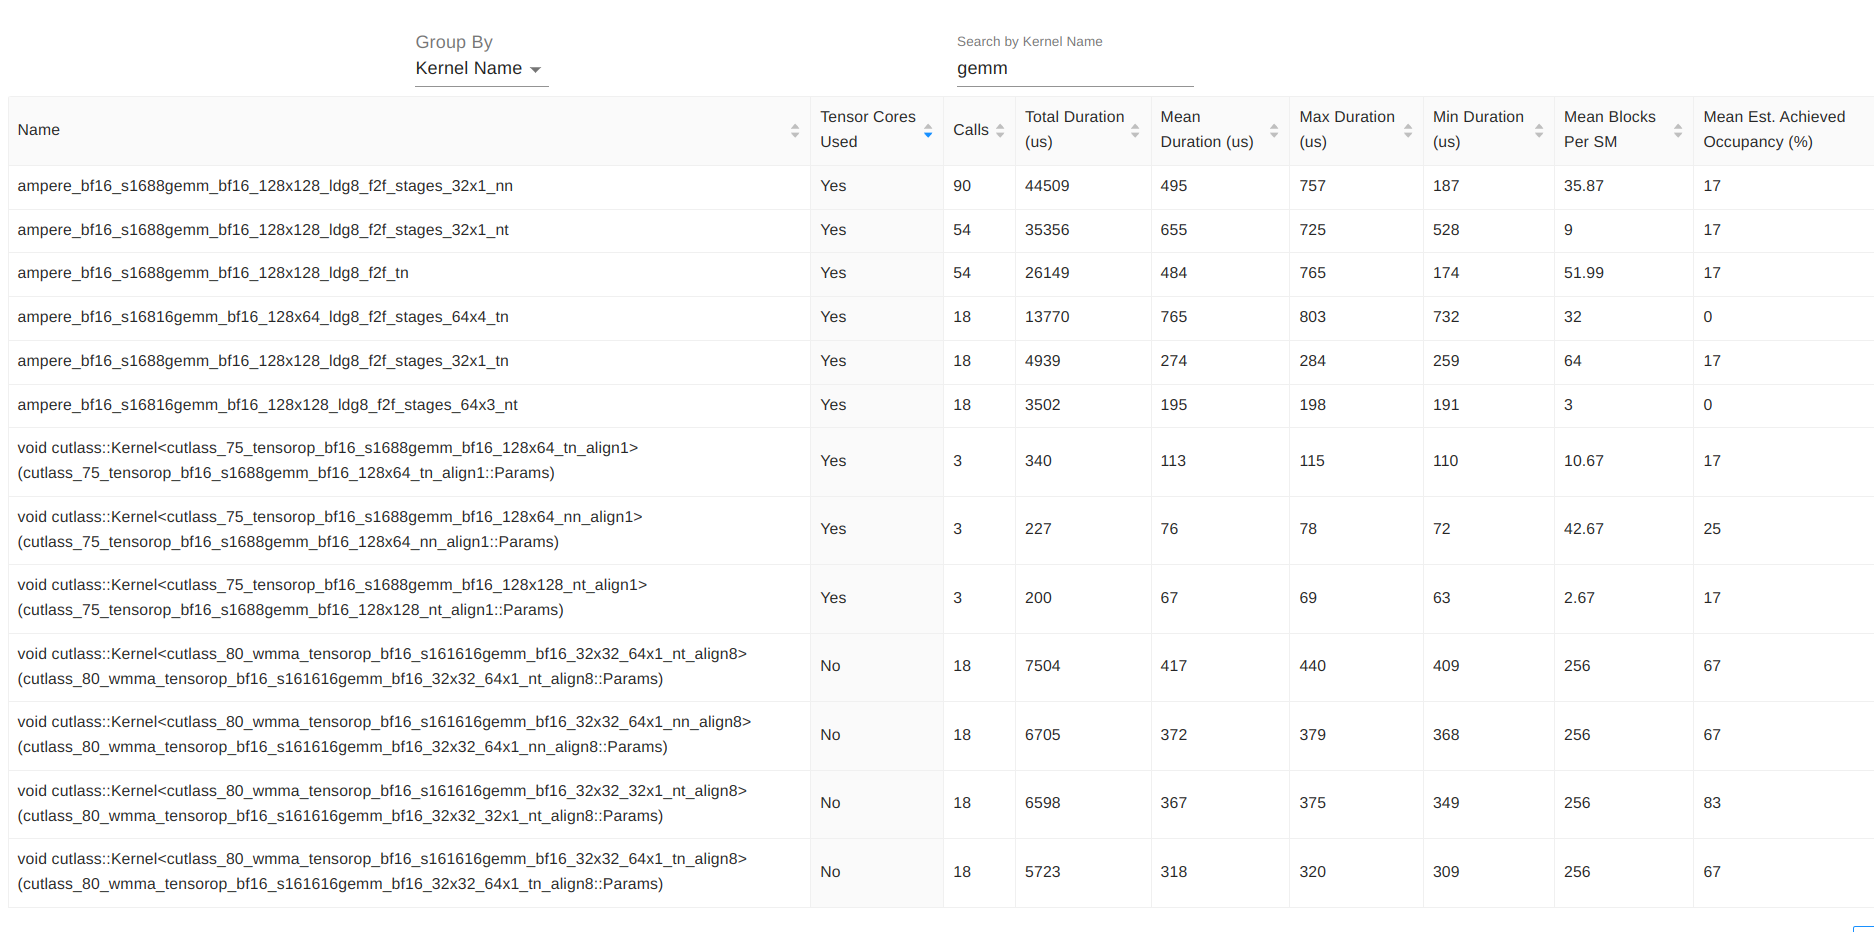 Group By
Search by Kernel Name
Kernel Name
gemm
Name
Tensor Cores Used
Calls
Total Duration (us)
Mean Duration (us)
Max Duration (us)
Min Duration (us)
Mean Blocks Per SM
Mean Est. Achieved Occupancy (%)
ampere_bf16_s1688gemm_bf16_128x128_ldg8_f2f_stages_32x1_nn Yes 90 44509 495 757 187 35.87 17
ampere_bf16_s1688gemm_bf16_128x128_ldg8_f2f_stages_32x1_nt Yes 54 35356 655 725 528 9 17
ampere_bf16_s1688gemm_bf16_128x128_ldg8_f2f_tn Yes 54 26149 484 765 174 51.99 17
ampere_bf16_s16816gemm_bf16_128x64_ldg8_f2f_stages_64x4_tn Yes 18 13770 765 803 732 32 0
ampere_bf16_s1688gemm_bf16_128x128_ldg8_f2f_stages_32x1_tn Yes 18 4939 274 284 259 64 17
ampere_bf16_s16816gemm_bf16_128x128_ldg8_f2f_stages_64x3_nt Yes 18 3502 195 198 191 3 0
void cutlass::Kernel<cutlass_75_tensorop_bf16_s1688gemm_bf16_128x64_tn_align1>
(cutlass_75_tensorop_bf16_s1688gemm_bf16_128x64_tn_align1::Params) Yes 3 340 113 115 110 10.67 17
void cutlass::Kernel<cutlass_75_tensorop_bf16_s1688gemm_bf16_128x64_nn_align1>
(cutlass_75_tensorop_bf16_s1688gemm_bf16_128x64_nn_align1::Params) Yes 3 227 76 78 72 42.67 25
void cutlass::Kernel<cutlass_75_tensorop_bf16_s1688gemm_bf16_128x128_nt_align1>
(cutlass_75_tensorop_bf16_s1688gemm_bf16_128x128_nt_align1::Params) Yes 3 200 67 69 63 2.67 17
void cutlass::Kernel<cutlass_80_wmma_tensorop_bf16_s161616gemm_bf16_32x32_64x1_nt_align8>
(cutlass_80_wmma_tensorop_bf16_s161616gemm_bf16_32x32_64x1_nt_align8::Params) No 18 7504 417 440 409 256 67
void cutlass::Kernel<cutlass_80_wmma_tensorop_bf16_s161616gemm_bf16_32x32_64x1_nn_align8>
(cutlass_80_wmma_tensorop_bf16_s161616gemm_bf16_32x32_64x1_nn_align8::Params) No 18 6705 372 379 368 256 67
void cutlass::Kernel<cutlass_80_wmma_tensorop_bf16_s161616gemm_bf16_32x32_32x1_nt_align8>
(cutlass_80_wmma_tensorop_bf16_s161616gemm_bf16_32x32_32x1_nt_align8::Params) No 18 6598 367 375 349 256 83
void cutlass::Kernel<cutlass_80_wmma_tensorop_bf16_s161616gemm_bf16_32x32_64x1_tn_align8>
(cutlass_80_wmma_tensorop_bf16_s161616gemm_bf16_32x32_64x1_tn_align8::Params) No 18 5723 318 320 309 256 67